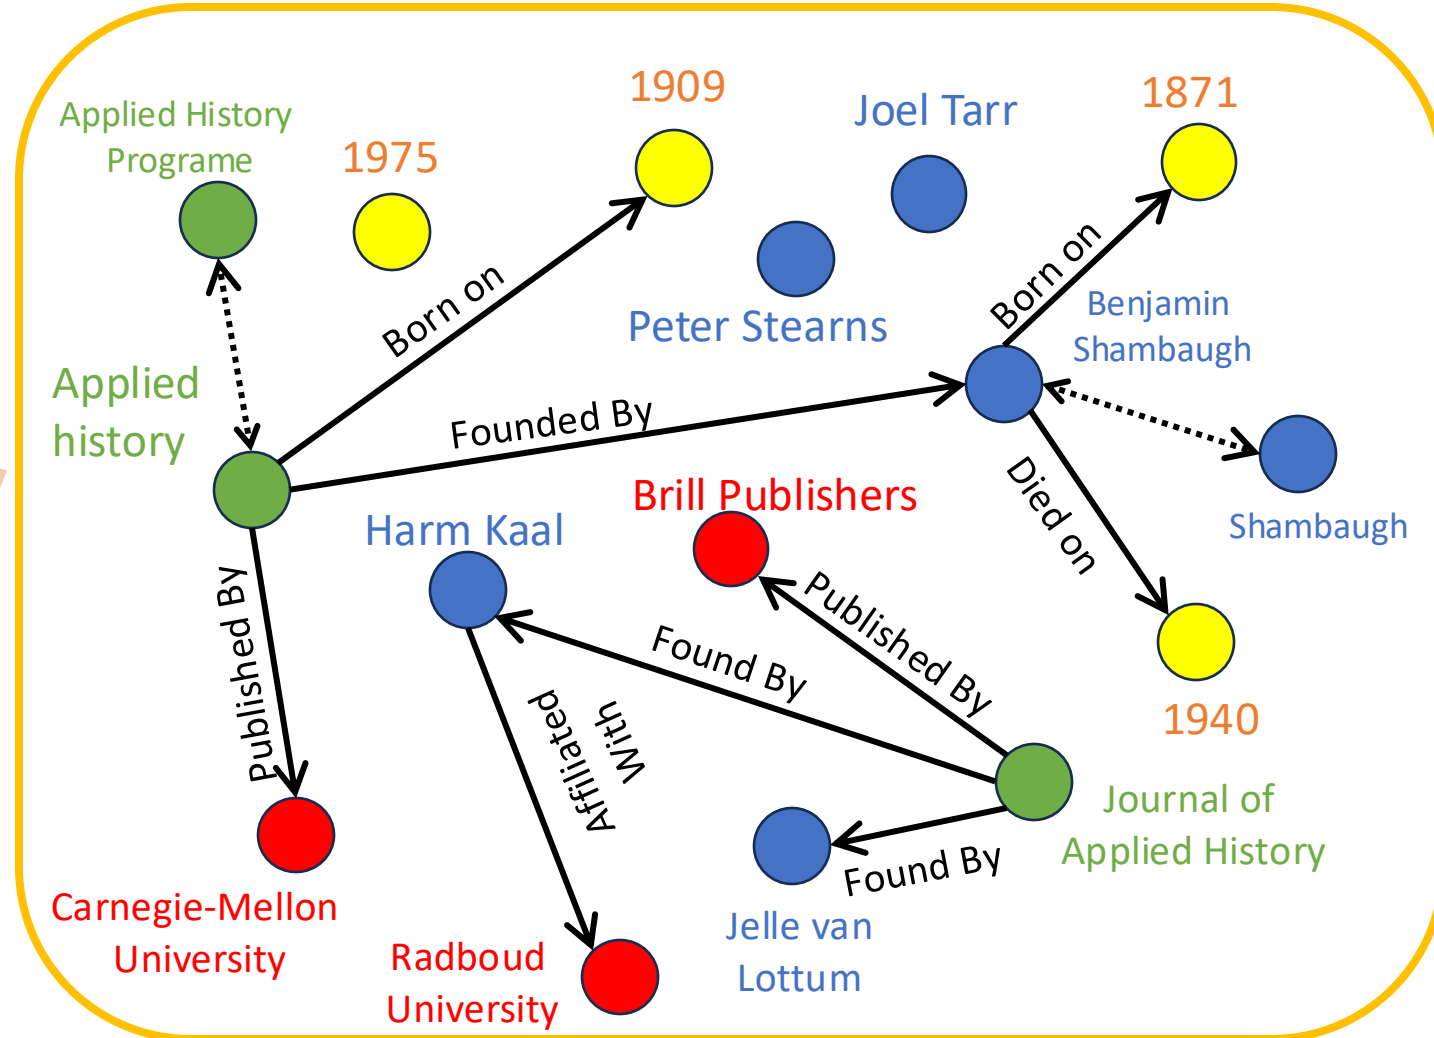 Applied History
Programe
1975
1909
Joel Tarr
1871
Born on
Peter Stearns
Born on
Benjamin
Shambaugh
Applied
history
Founded By
Shambaugh
Harm Kaal
Brill Publishers
Died on
Published By
Found By
Published By
Affiliated
With
1940
Journal of
Applied History
Found By
Carnegie-Mellon
University
Radboud
University
Jelle van
Lottum